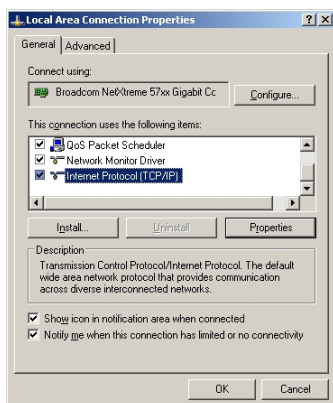 Local Area Connection Properties
General Advanced
Connect using:
Broadcom NetXtreme 57xx Gigabit Cc
Configure...
This connection uses the following items:
QoS Packet Scheduler
Network Monitor Driver
Internet Protocol (TCP/IP)
Install... Uninstall Properties
Description
Transmission Control Protocol/Internet Protocol. The default
wide area network protocol that provides communication
across diverse interconnected networks.
Show icon in notification area when connected
Notify me when this connection has limited or no connectivity
OK Cancel